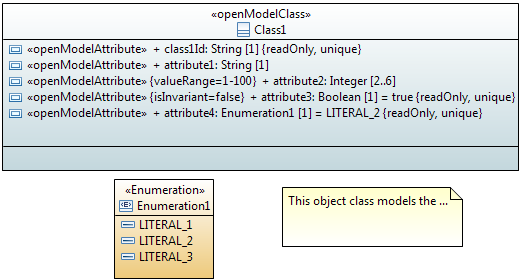 «openModelClass»
Class1
«openModelAttribute» + class1Id: String [1] {readOnly, unique}
«openModelAttribute» + attribute1: String [1]
«openModelAttribute» {valueRange=1-100} + attribute2: Integer [2..6]
«openModelAttribute» {isInvariant=false} + attribute3: Boolean [1] = true {readOnly, unique}
«openModelAttribute» + attribute4: Enumeration1 [1] = LITERAL_2 {readOnly, unique}
«Enumeration»
Enumeration1
LITERAL_1
LITERAL_2
LITERAL_3
This object class models the ...